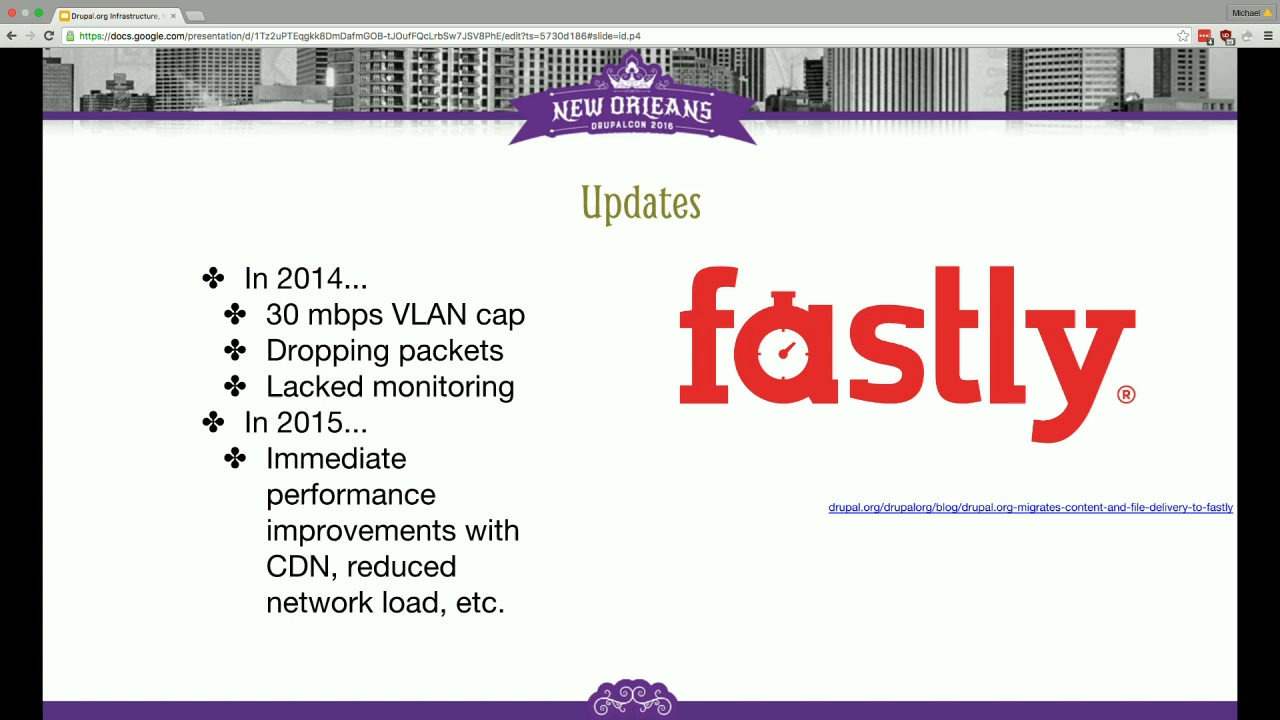 Drupal.org Infrastructure,
Michael
https://docs.google.com/presentation/d/1Tz2uPTEqgkk8DmDafmGOB-tJOufFQcLrbSw7JSV8PhE/edit?ts=5730d186#slide=id.p4
NEW ORLEANS
DRUPALCON 2016
Updates
In 2014...
30 mbps VLAN cap
Dropping packets
Lacked monitoring
In 2015...
Immediate
performance
improvements with
CDN, reduced
network load, etc.
fastly®
drupal.org/drupalorg/blog/drupal.org-migrates-content-and-file-delivery-to-fastly